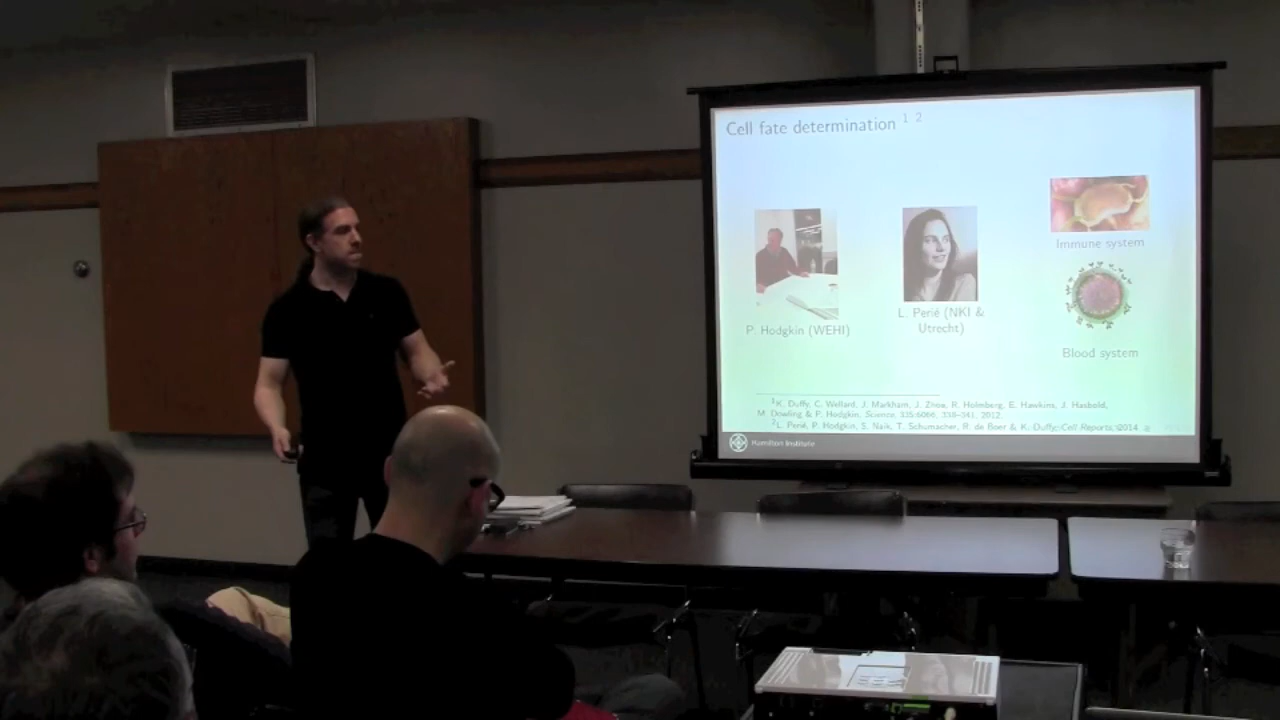 Cell fate determination 1, 2
Immune system
L. Perié (NKI &
Utrecht)
P. Hodgkin (WEHI)
Blood system
1K. Duffy, C. Wellard, J. Markham, J. Zhou, R. Holmberg, E. Hawkins, J. Hasbold,
M. Dowling & P. Hodgkin, Science, 335:6066, 338–341, 2012.
2L. Perié, P. Hodgkin, S. Naik, T. Schumacher, R. de Boer & K. Duffy, Cell Reports, 2014
Hamilton Institute